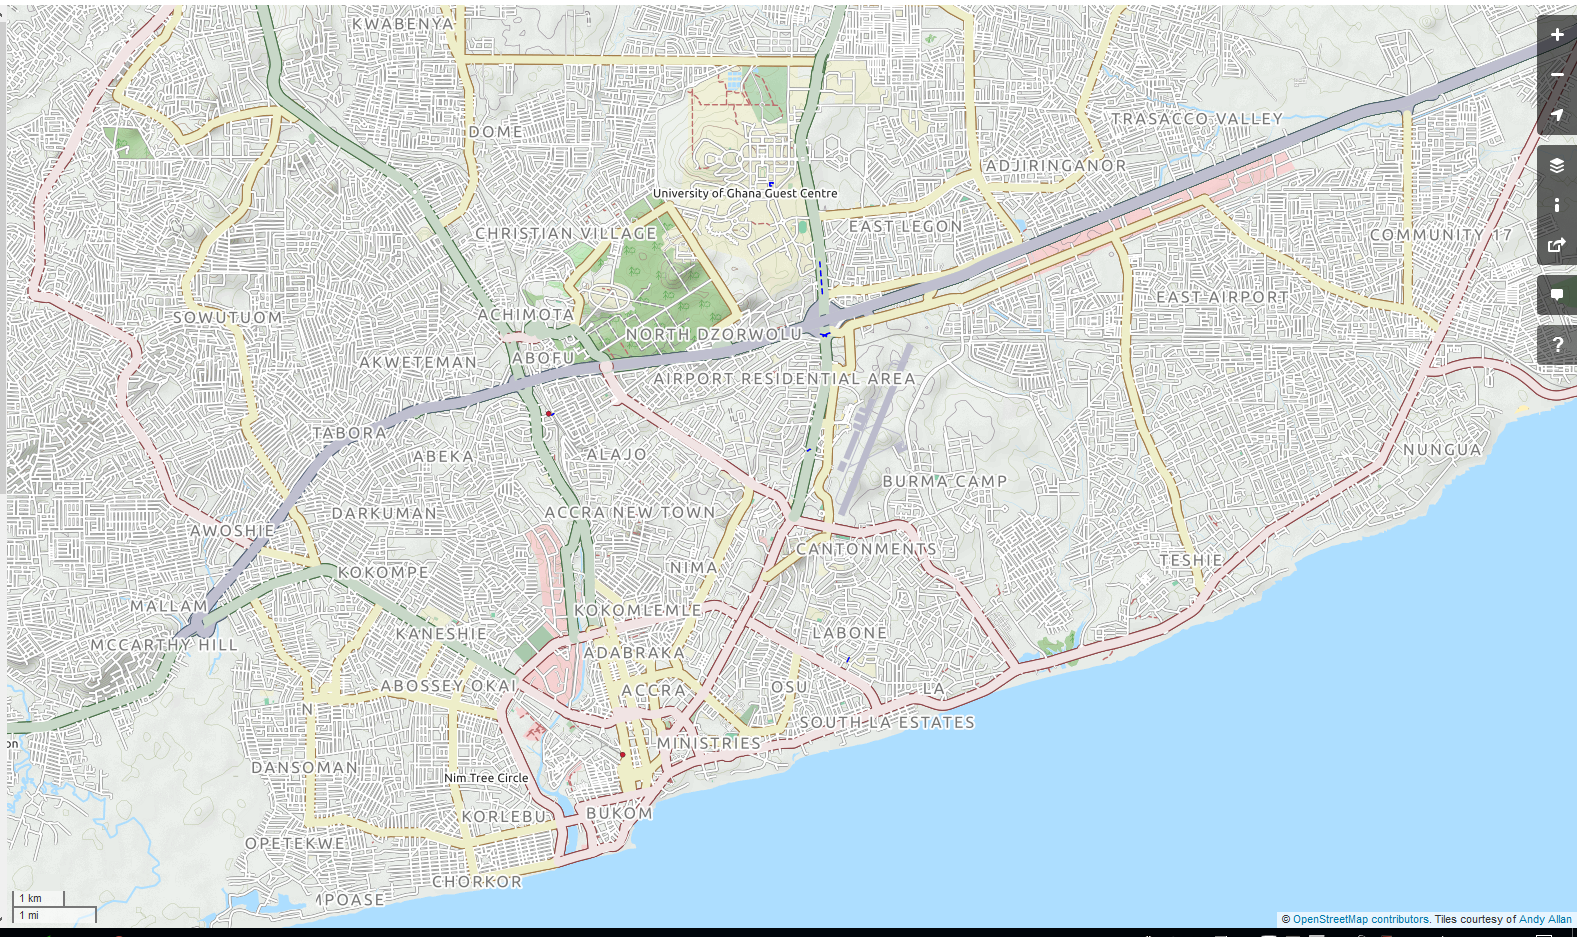 KWABENYA
DOME
TRASACCO VALLEY
ADJIRINGANOR
University of Ghana Guest Centre
CHRISTIAN VILLAGE
EAST LEGON
COMMUNITY 17
EAST AIRPORT
SOWUTUOM
ACHIMOTA
NORTH DZORWULU
AKWETEMAN
ABOFU
AIRPORT RESIDENTIAL AREA
TABORA
ABEKA
ALAJO
NUNGUA
BURMA CAMP
DARKUMAN
ACCRA NEW TOWN
AWOSHIE
CANTONMENTS
TESHIE
KOKOMPE
NIMA
MALLAM
KOKOMLEMLE
KANESHIE
LABONE
MCCARTHY HILL
ADABRAKA
ABOSSEY OKAI
ACCRA
OSU
LA
N
SOUTH LA ESTATES
on
MINISTRIES
DANSOMAN
Nim Tree Circle
KORLEBU
BUKOM
OPETEKWE
CHORKOR
MPOASE
1 km
1 mi
+
−
i
?
© OpenStreetMap contributors. Tiles courtesy of Andy Allan